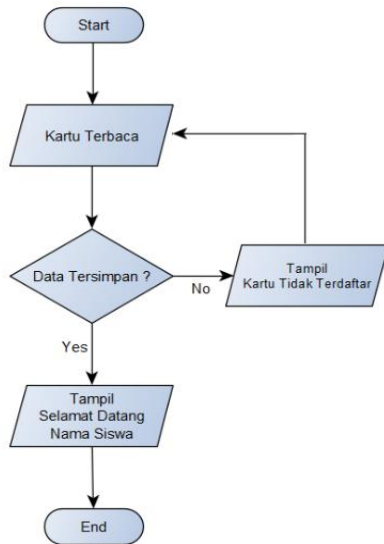 Start
Kartu Terbaca
Data Tersimpan ?
No
Tampil
Kartu Tidak Terdaftar
Yes
Tampil
Selamat Datang
Nama Siswa
End